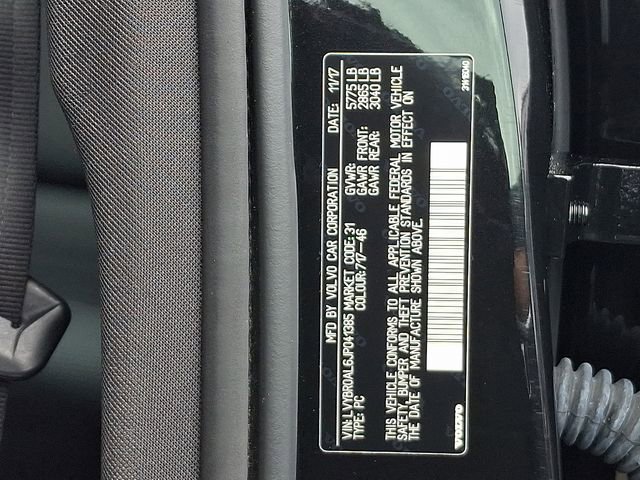 MFD BY VOLVO CAR CORPORATION DATE: 11/17
VIN: LVYBR0AL6JP041385 MARKET CODE: 31 GVWR: 5775 LB
TYPE: PC COLOUR: 717-46 GAWR FRONT: 2865 LB
GAWR REAR: 3040 LB
THIS VEHICLE CONFORMS TO ALL APPLICABLE FEDERAL MOTOR VEHICLE
SAFETY, BUMPER AND THEFT PREVENTION STANDARDS IN EFFECT ON
THE DATE OF MANUFACTURE SHOWN ABOVE.
VOLVO